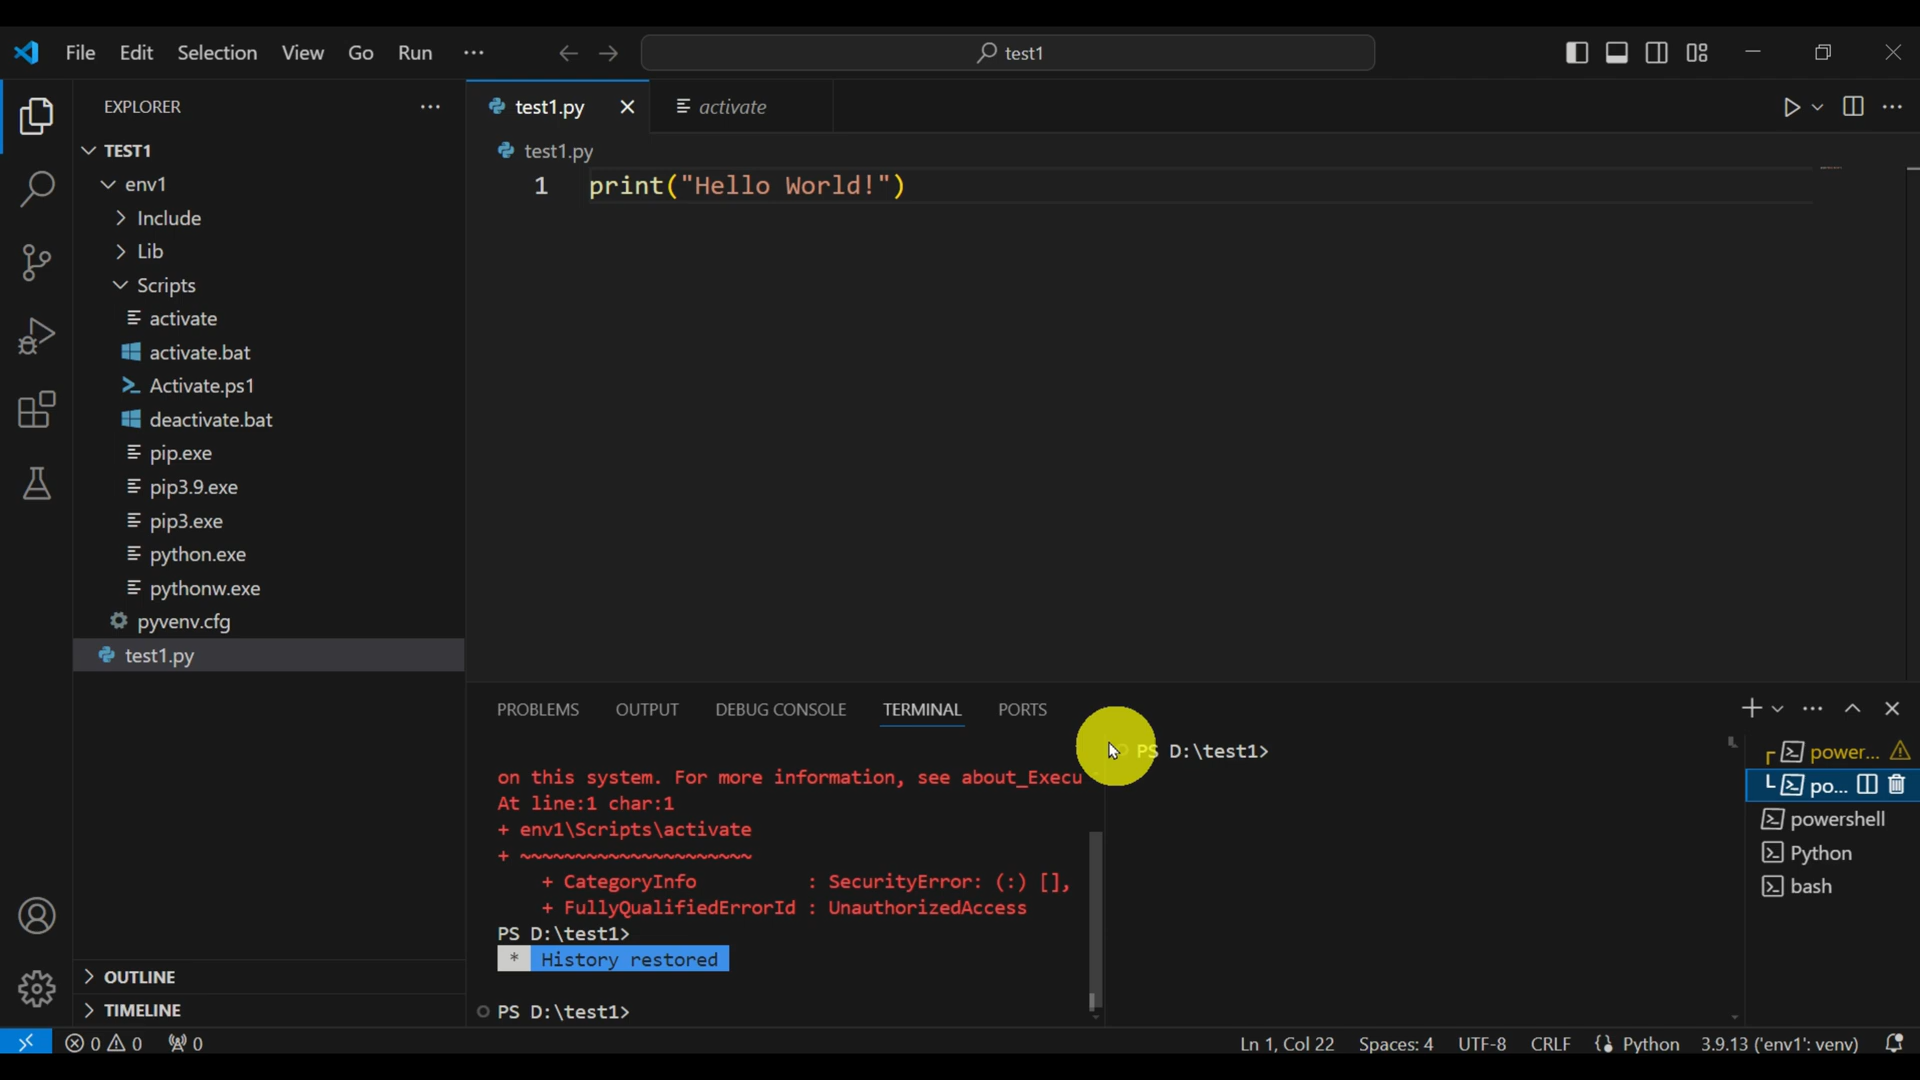 File Edit Selection View Go Run ··· test1
EXPLORER ···
TEST1
env1
Include
Lib
Scripts
activate
activate.bat
Activate.ps1
deactivate.bat
pip.exe
pip3.9.exe
pip3.exe
python.exe
pythonw.exe
pyvenv.cfg
test1.py
OUTLINE
TIMELINE
test1.py activate
test1.py
1 print("Hello World!")
PROBLEMS OUTPUT DEBUG CONSOLE TERMINAL PORTS
on this system. For more information, see about_Execu
At line:1 char:1
+ env1\Scripts\activate
+ ~~~~~~~~~~~~~~~~~~~~~
+ CategoryInfo : SecurityError: (:) [],
+ FullyQualifiedErrorId : UnauthorizedAccess
PS D:\test1>
* History restored
PS D:\test1>
PS D:\test1>
power...
po...
powershell
Python
bash
0 0 0 Ln 1, Col 22 Spaces: 4 UTF-8 CRLF Python 3.9.13 ('env1': venv)